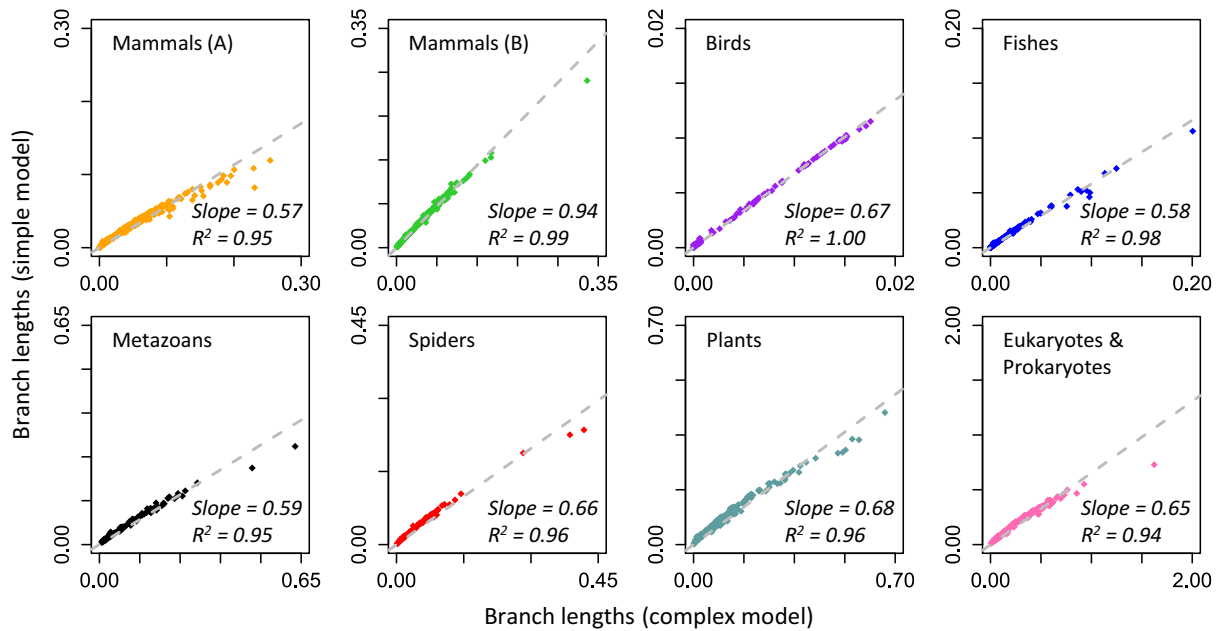 Branch lengths (simple model)
0.30
0.00
Mammals (A)
Slope = 0.57
R² = 0.95
0.00
0.30
0.35
0.00
Mammals (B)
Slope = 0.94
R² = 0.99
0.00
0.35
0.02
0.00
Birds
Slope= 0.67
R² = 1.00
0.00
0.02
0.20
0.00
Fishes
Slope = 0.58
R² = 0.98
0.00
0.20
0.65
0.00
Metazoans
Slope = 0.59
R² = 0.95
0.00
0.65
0.45
0.00
Spiders
Slope = 0.66
R² = 0.96
0.00
0.45
0.70
0.00
Plants
Slope = 0.68
R² = 0.96
0.00
0.70
2.00
0.00
Eukaryotes &
Prokaryotes
Slope = 0.65
R² = 0.94
0.00
2.00
Branch lengths (complex model)